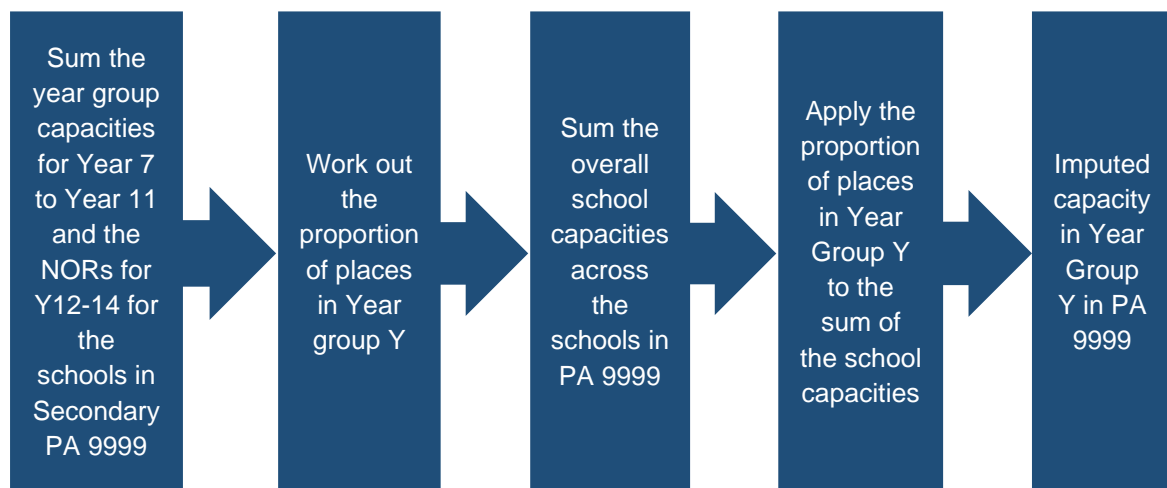 Sum the
year group
capacities
for Year 7
to Year 11
and the
NORs for
Y12-14 for
the
schools in
Secondary
PA 9999
Work out
the
proportion
of places
in Year
group Y
Sum the
overall
school
capacities
across
the
schools in
PA 9999
Apply the
proportion
of places
in Year
Group Y
to the
sum of
the school
capacities
Imputed
capacity
in Year
Group
Y in PA
9999